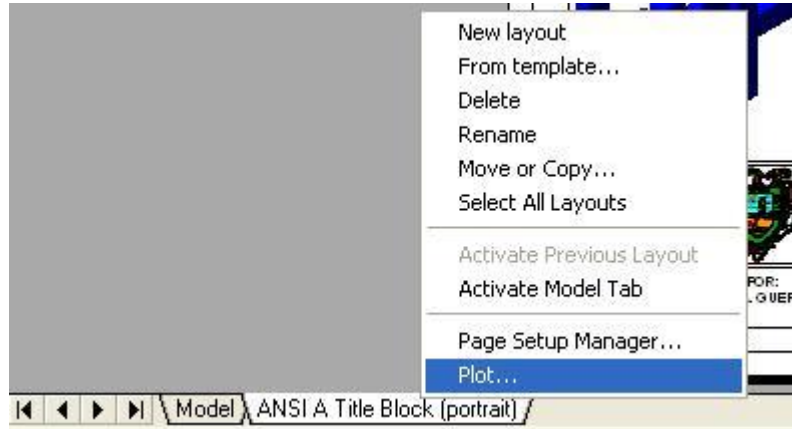 New layout
From template...
Delete
Rename
Move or Copy...
Select All Layouts
Activate Previous Layout
Activate Model Tab
POR:
Page Setup Manager...
Plot...
Model
ANSI A Title Block (portrait)